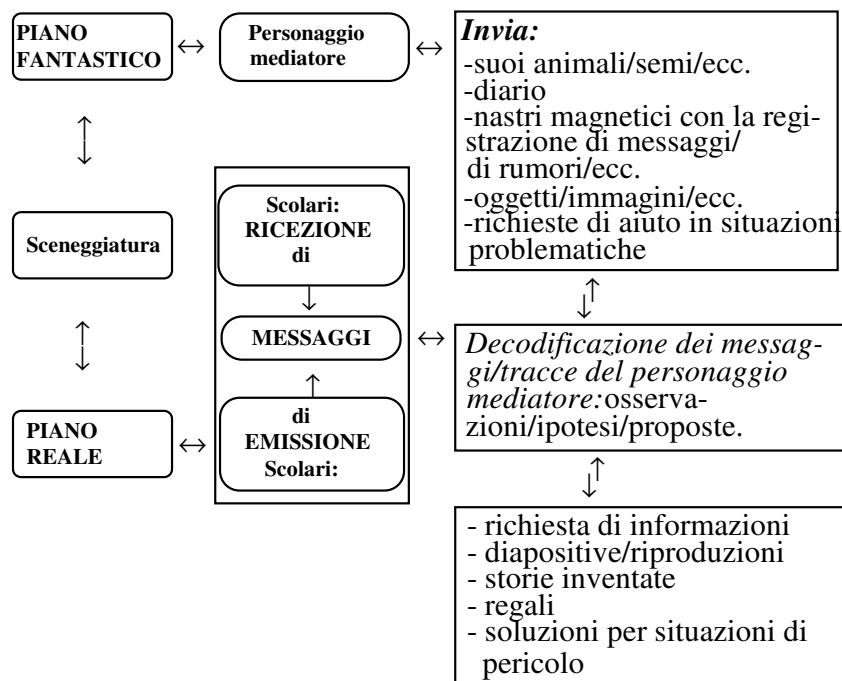 PIANO
FANTASTICO
Personaggio
mediatore
Invia:
-suoi animali/semi/ecc.
-diario
-nastri magnetici con la regi-
strazione di messaggi/
di rumori/ecc.
-oggetti/immagini/ecc.
-richieste di aiuto in situazioni
problematiche
Sceneggiatura
Scolari:
RICEZIONE
di
MESSAGGI
di
EMISSIONE
Scolari:
PIANO
REALE
Decodificazione dei messag-
gi/tracce del personaggio
mediatore:osserva-
zioni/ipotesi/proposte.
- richiesta di informazioni
- diapositive/riproduzioni
- storie inventate
- regali
- soluzioni per situazioni di
pericolo